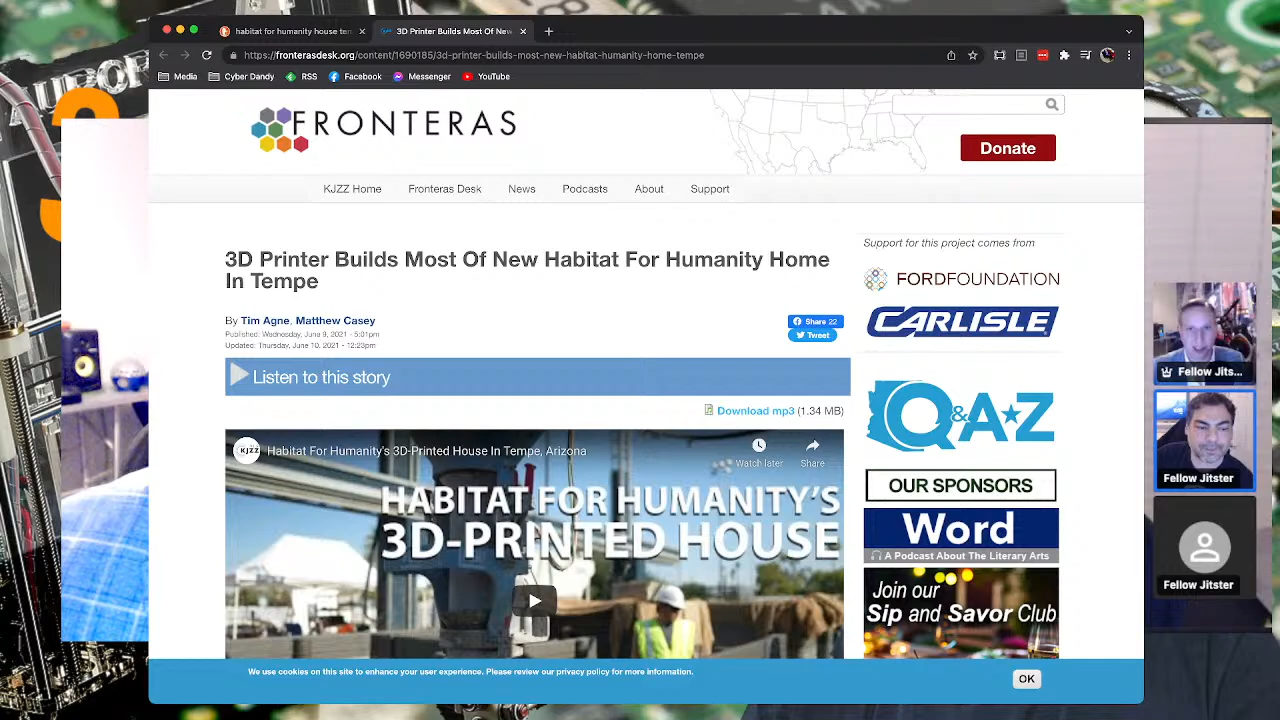 habitat for humanity house ten
3D Printer Builds Most Of New
https://fronterasdesk.org/content/1690185/3d-printer-builds-most-new-habitat-humanity-home-tempe
Media
Cyber Dandy
RSS
Facebook
Messenger
YouTube
FRONTERAS
Donate
KJZZ Home
Fronteras Desk
News
Podcasts
About
Support
3D Printer Builds Most Of New Habitat For Humanity Home
In Tempe
By Tim Agne, Matthew Casey
Published: Wednesday, June 9, 2021 - 5:01pm
Updated: Thursday, June 10, 2021 - 12:23pm
Share 22
Tweet
Listen to this story
Download mp3 (1.34 MB)
KJZZ
Habitat For Humanity's 3D-Printed House In Tempe, Arizona
Watch later
Share
HABITAT FOR HUMANITY'S
3D-PRINTED HOUSE
Support for this project comes from
FORDFOUNDATION
CARLISLE
Q&A★Z
OUR SPONSORS
Word
A Podcast About The Literary Arts
Join our
Sip and Savor Club
We use cookies on this site to enhance your user experience. Please review our privacy policy for more information.
OK
Fellow Jits...
Fellow Jitster
Fellow Jitster